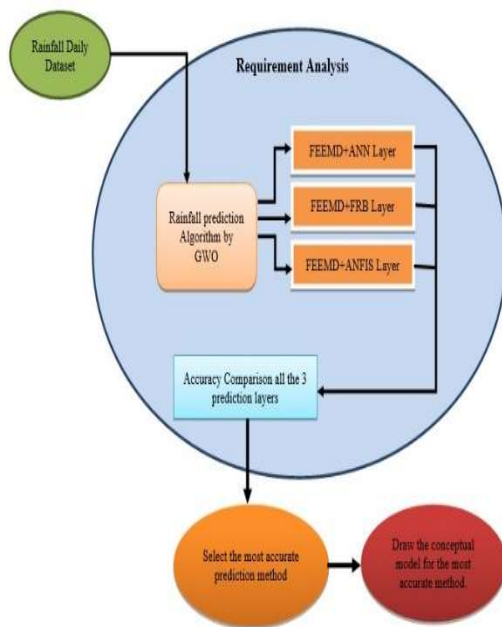 Rainfall Daily
Dataset
Requirement Analysis
FEEMD+ANN Layer
Rainfall prediction
Algorithm by
GWO
FEEMD+FRB Layer
FEEMD+ANFIS Layer
Accuracy Comparison all the 3
prediction layers
Select the most accurate
prediction method
Draw the conceptual
model for the most
accurate method.